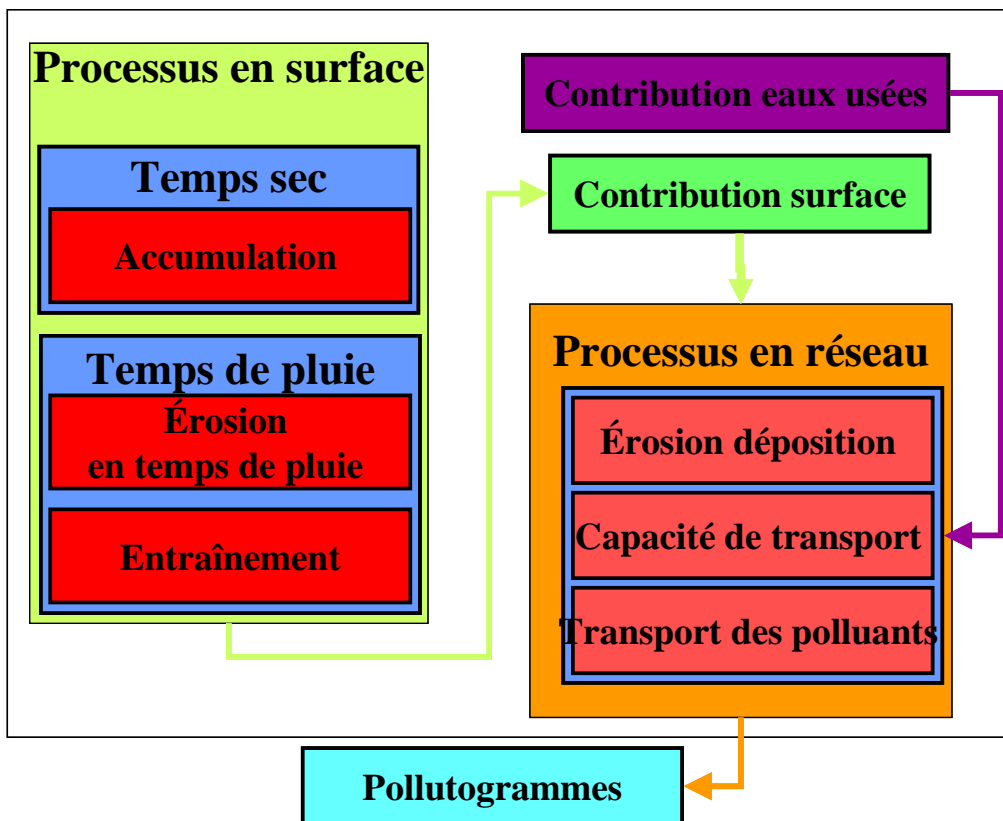 Processus en surface
Temps sec
Accumulation
Temps de pluie
Érosion
en temps de pluie
Entraînement
Contribution eaux usées
Contribution surface
Processus en réseau
Érosion déposition
Capacité de transport
Transport des polluants
Pollutogrammes